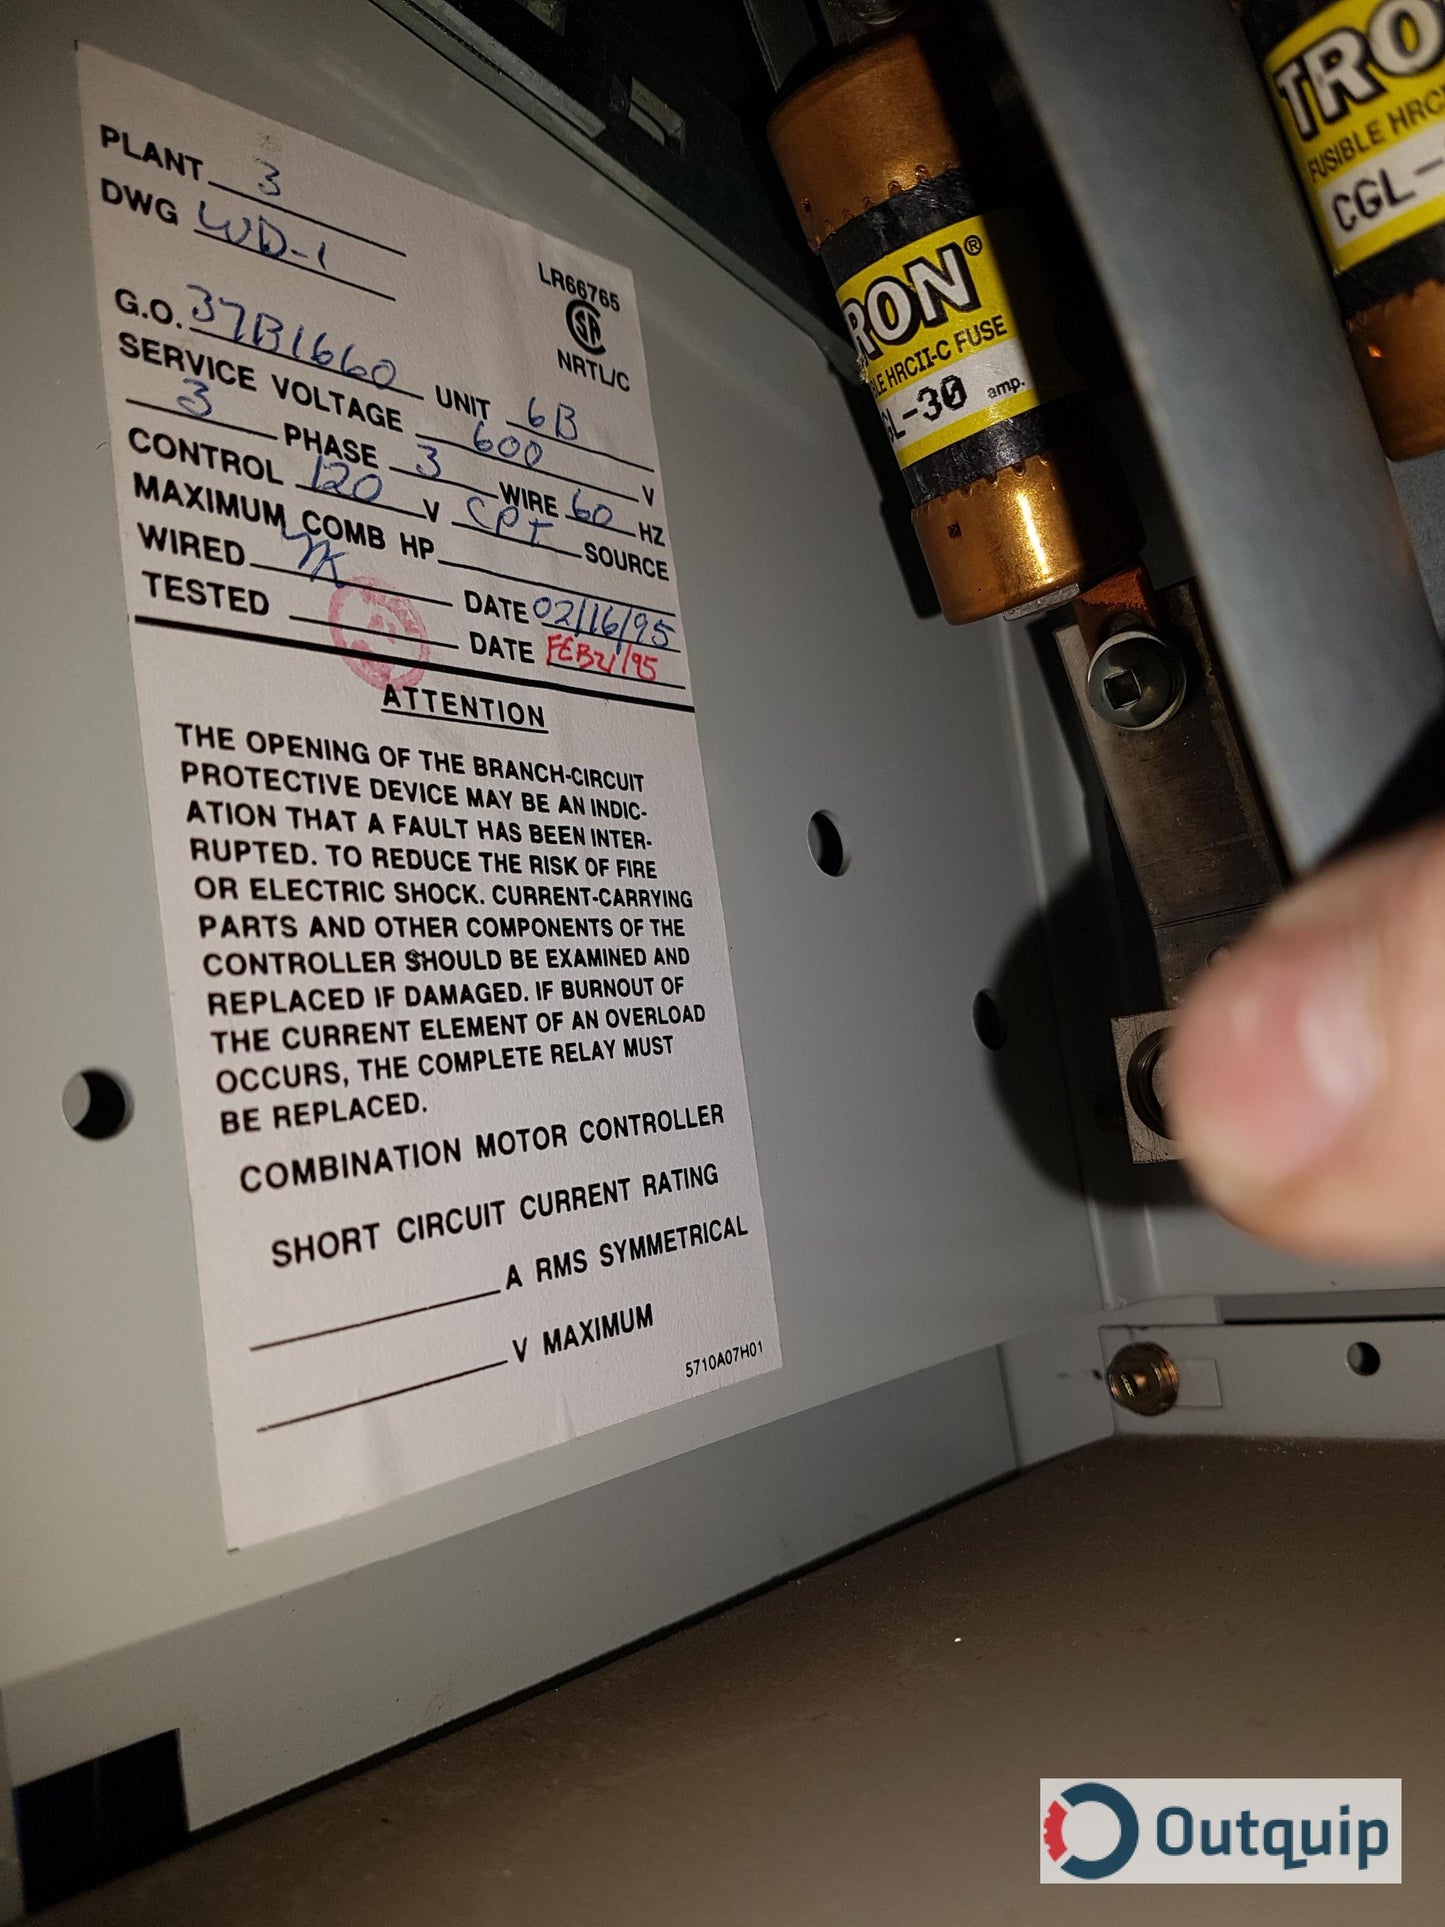 PLANT 3
DWG WD-1
LR66765
CSA
NRTL/C
G.O. 37B1660 UNIT 6B
SERVICE VOLTAGE 600 V
3 PHASE 3 WIRE 60 HZ
CONTROL 120 V CPT SOURCE
MAXIMUM COMB HP
WIRED DATE 02/16/95
TESTED DATE FEB21/95
ATTENTION
THE OPENING OF THE BRANCH-CIRCUIT
PROTECTIVE DEVICE MAY BE AN INDIC-
ATION THAT A FAULT HAS BEEN INTER-
RUPTED. TO REDUCE THE RISK OF FIRE
OR ELECTRIC SHOCK. CURRENT-CARRYING
PARTS AND OTHER COMPONENTS OF THE
CONTROLLER SHOULD BE EXAMINED AND
REPLACED IF DAMAGED. IF BURNOUT OF
THE CURRENT ELEMENT OF AN OVERLOAD
OCCURS, THE COMPLETE RELAY MUST
BE REPLACED.
COMBINATION MOTOR CONTROLLER
SHORT CIRCUIT CURRENT RATING
A RMS SYMMETRICAL
V MAXIMUM
5710A07H01
RON®
BLE HRCII-C FUSE
GL-30 amp.
TRO
FUSIBLE HRC
CGL-
Outquip